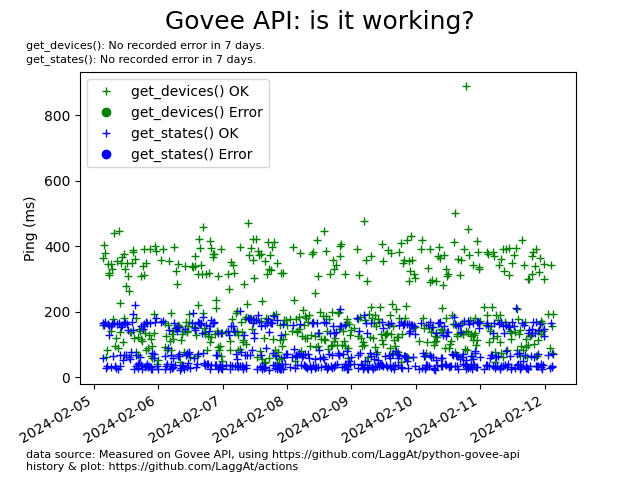 Govee API: is it working?
get_devices(): No recorded error in 7 days.
get_states(): No recorded error in 7 days.
get_devices() OK
get_devices() Error
get_states() OK
get_states() Error
Ping (ms)
800
600
400
200
0
2024-02-05
2024-02-06
2024-02-07
2024-02-08
2024-02-09
2024-02-10
2024-02-11
2024-02-12
data source: Measured on Govee API, using https://github.com/LaggAt/python-govee-api
history & plot: https://github.com/LaggAt/actions